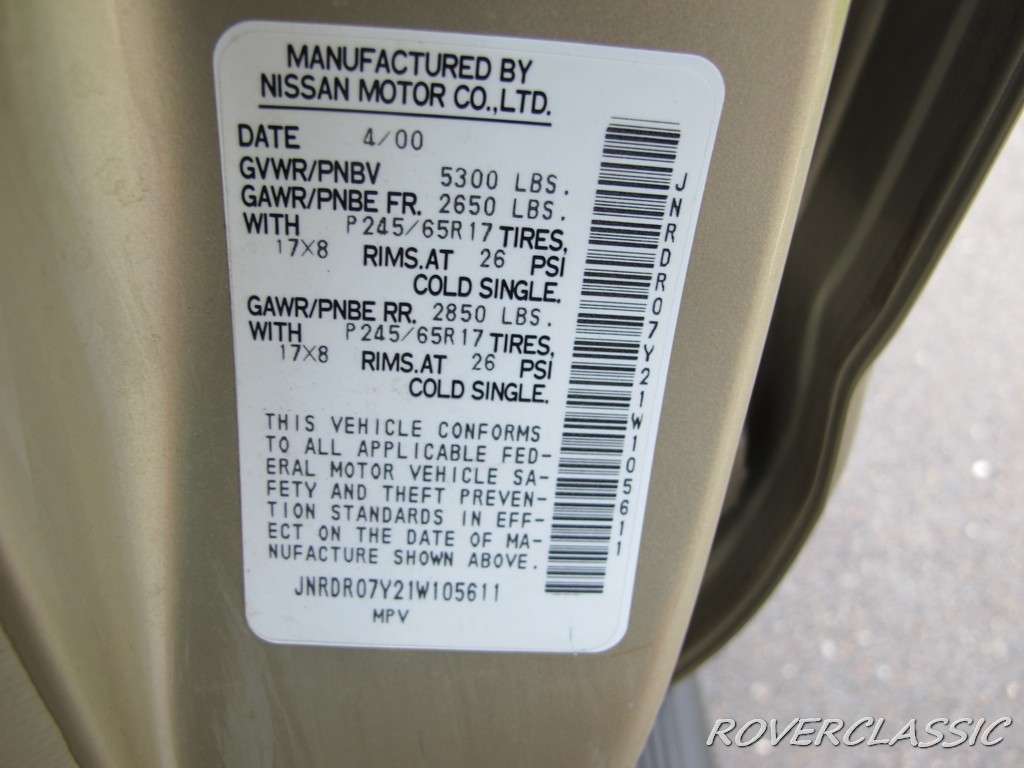 MANUFACTURED BY
NISSAN MOTOR CO.,LTD.
DATE 4/00
GVWR/PNBV 5300 LBS.
GAWR/PNBE FR. 2650 LBS.
WITH P245/65R17 TIRES,
17X8 RIMS.AT 26 PSI
COLD SINGLE.
GAWR/PNBE RR. 2850 LBS.
WITH P245/65R17 TIRES,
17X8 RIMS.AT 26 PSI
COLD SINGLE.
THIS VEHICLE CONFORMS
TO ALL APPLICABLE FED-
ERAL MOTOR VEHICLE SA-
FETY AND THEFT PREVEN-
TION STANDARDS IN EFF-
ECT ON THE DATE OF MA-
NUFACTURE SHOWN ABOVE.
JNRDR07Y21W105611
MPV
JNRDR07Y21W105611
ROVERCLASSIC